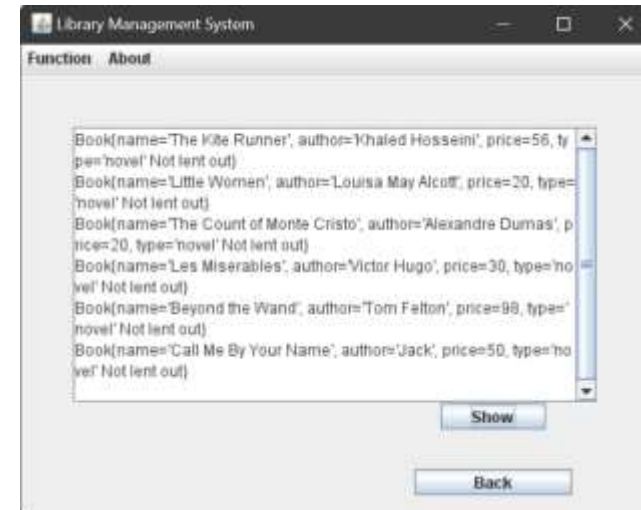 Library Management System
Function About
Book{name='The Kite Runner', author='Khaled Hosseini', price=56, ty
pe='novel' Not lent out}
Book{name='Little Women', author='Louisa May Alcott', price=20, type=
'novel' Not lent out}
Book{name='The Count of Monte Cristo', author='Alexandre Dumas', p
rice=20, type='novel' Not lent out}
Book{name='Les Miserables', author='Victor Hugo', price=30, type='no
vel' Not lent out}
Book{name='Beyond the Wand', author='Tom Felton', price=98, type='
novel' Not lent out}
Book{name='Call Me By Your Name', author='Jack', price=50, type='no
vel' Not lent out}
Show
Back